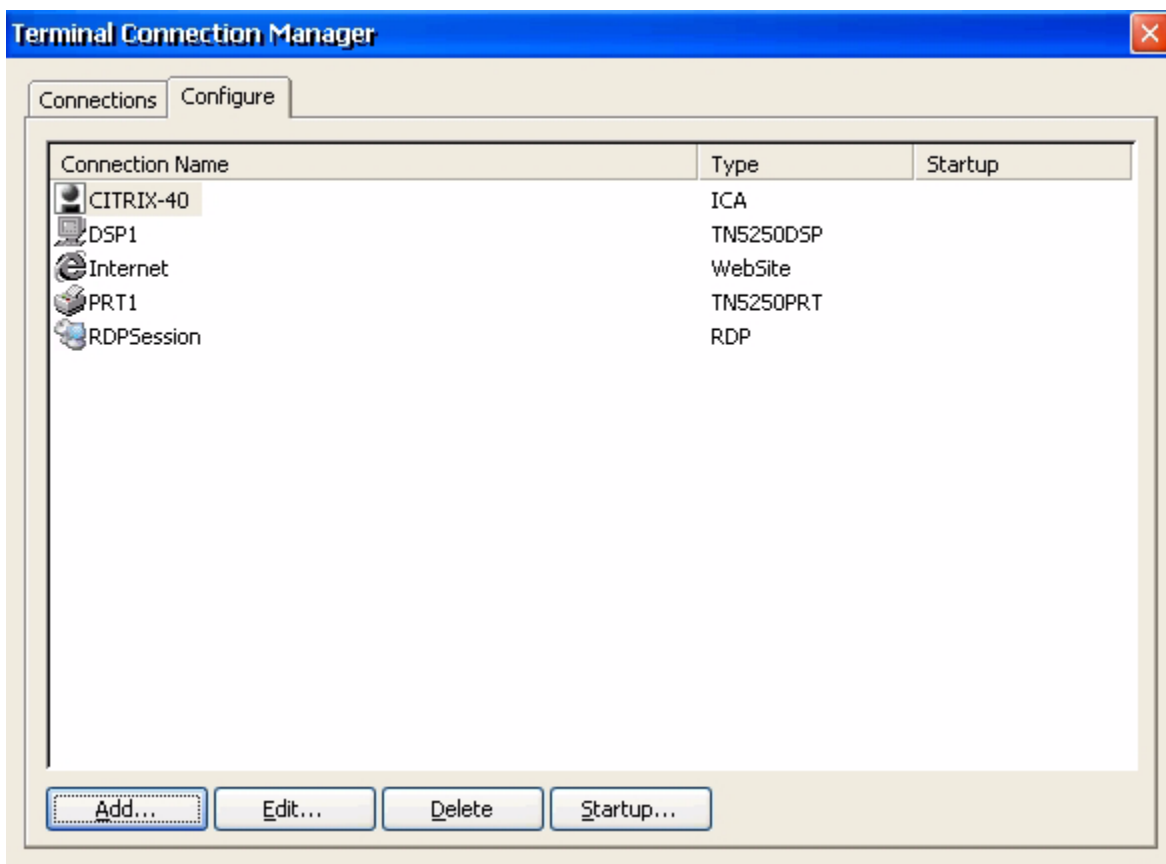 Terminal Connection Manager
Connections Configure
Connection Name Type Startup
CITRIX-40 ICA
DSP1 TN5250DSP
Internet WebSite
PRT1 TN5250PRT
RDPSession RDP
Add... Edit... Delete Startup...